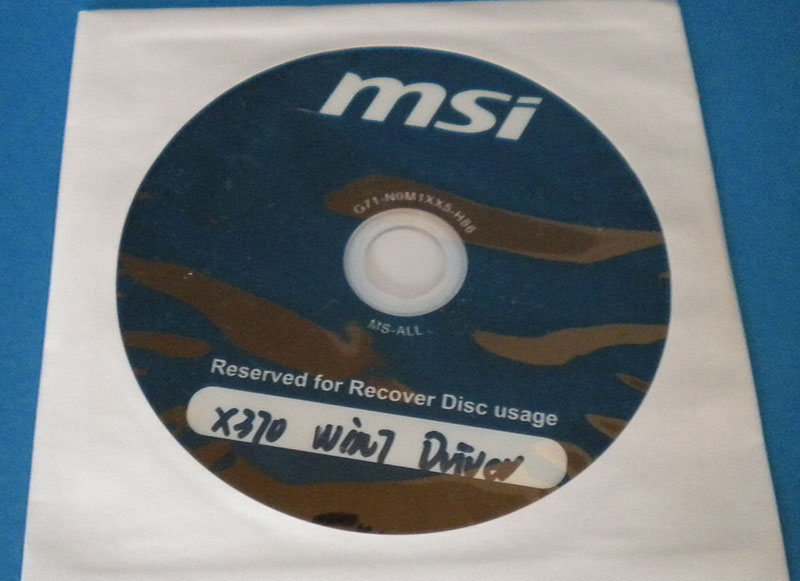 msi
G71-N0M1XX5-H86
MS-ALL
Reserved for Recover Disc usage
X370 Win7 Driver